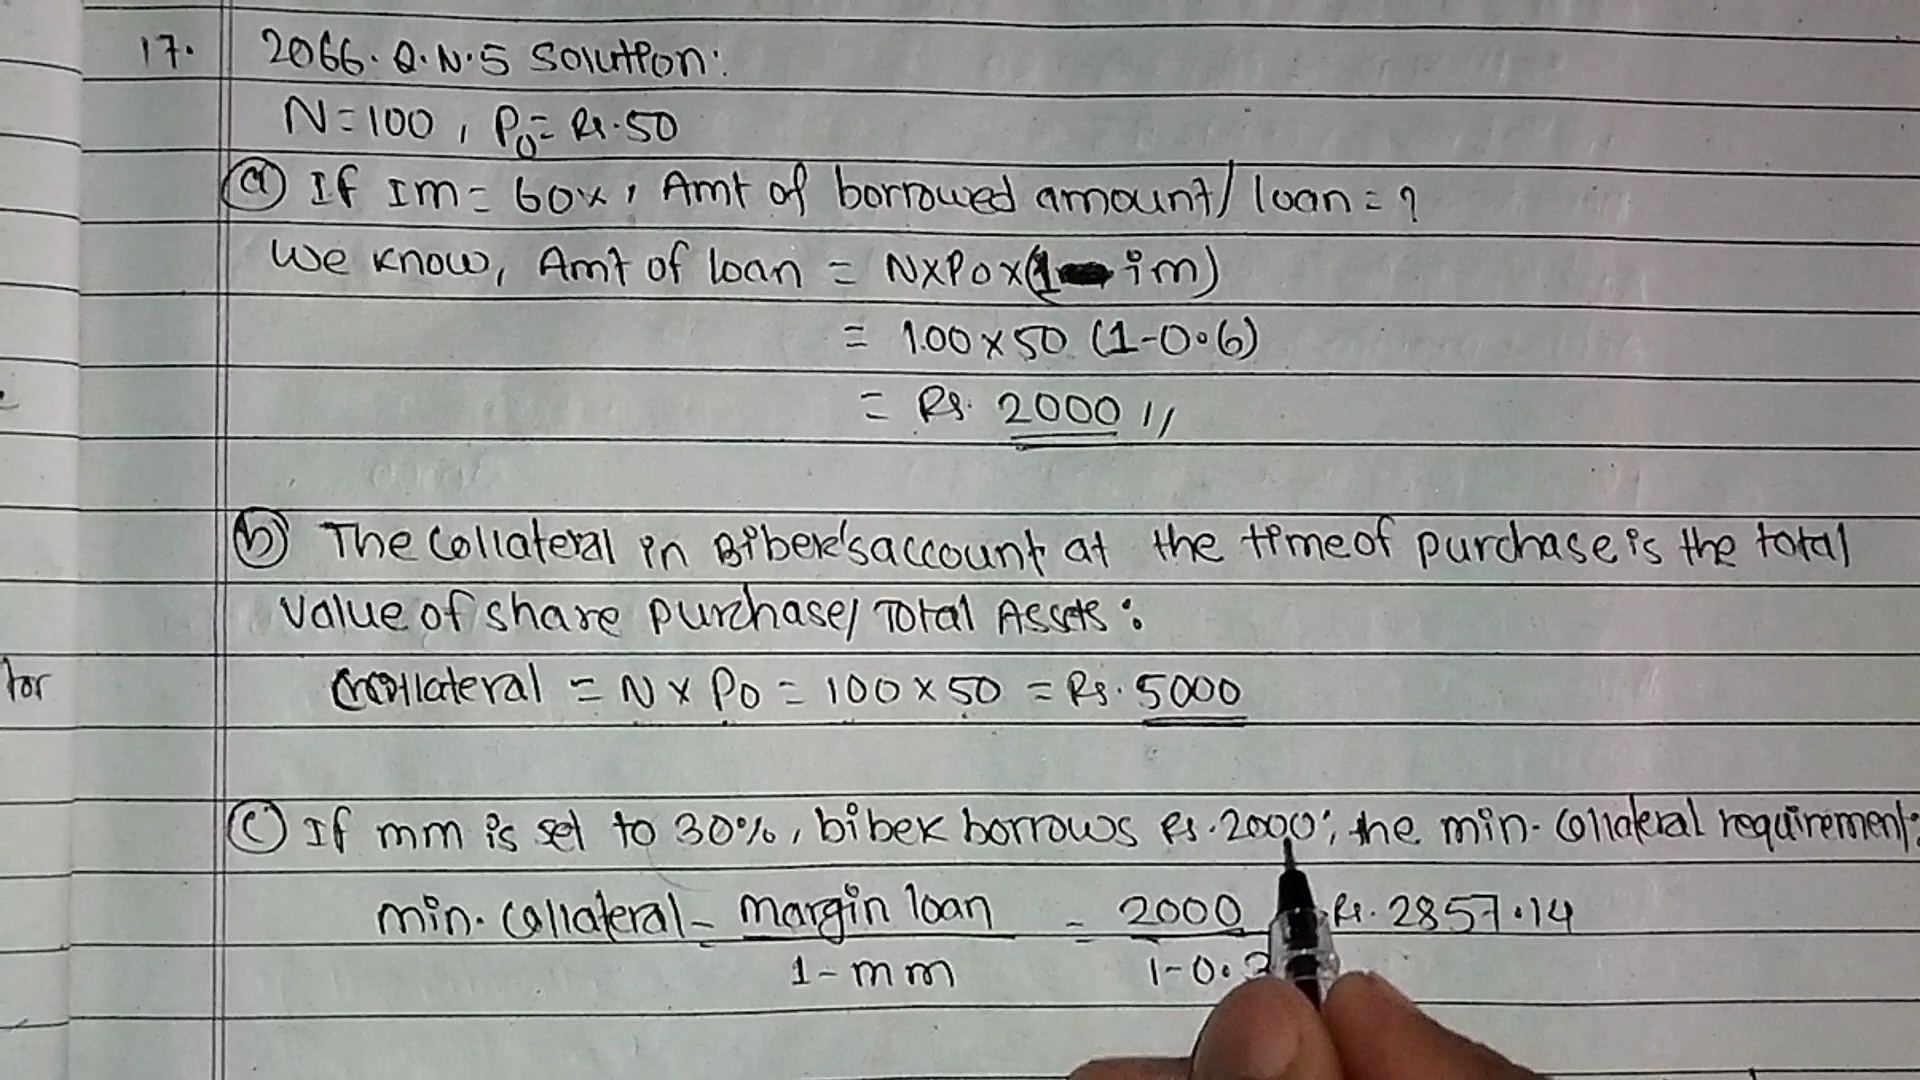 17. 2066. Q.N.5 Solution:
N=100, P0= Rs.50
(a) If Im= 60%, Amt of borrowed amount/ loan = ?
We know, Amt of loan = N×P0×(1-im)
= 100×50 (1-0.6)
= Rs. 2000 //
(b) The Collateral in Bibek's account at the time of purchase is the total
value of share purchase/ Total Assets:
tor
Collateral = N × P0 = 100 × 50 = Rs. 5000
(c) If mm is set to 30%, bibek borrows Rs.2000; the min. Collateral requirement:
min. Collateral = margin loan / 1-mm = 2000 / 1-0.3 Rs. 2857.14